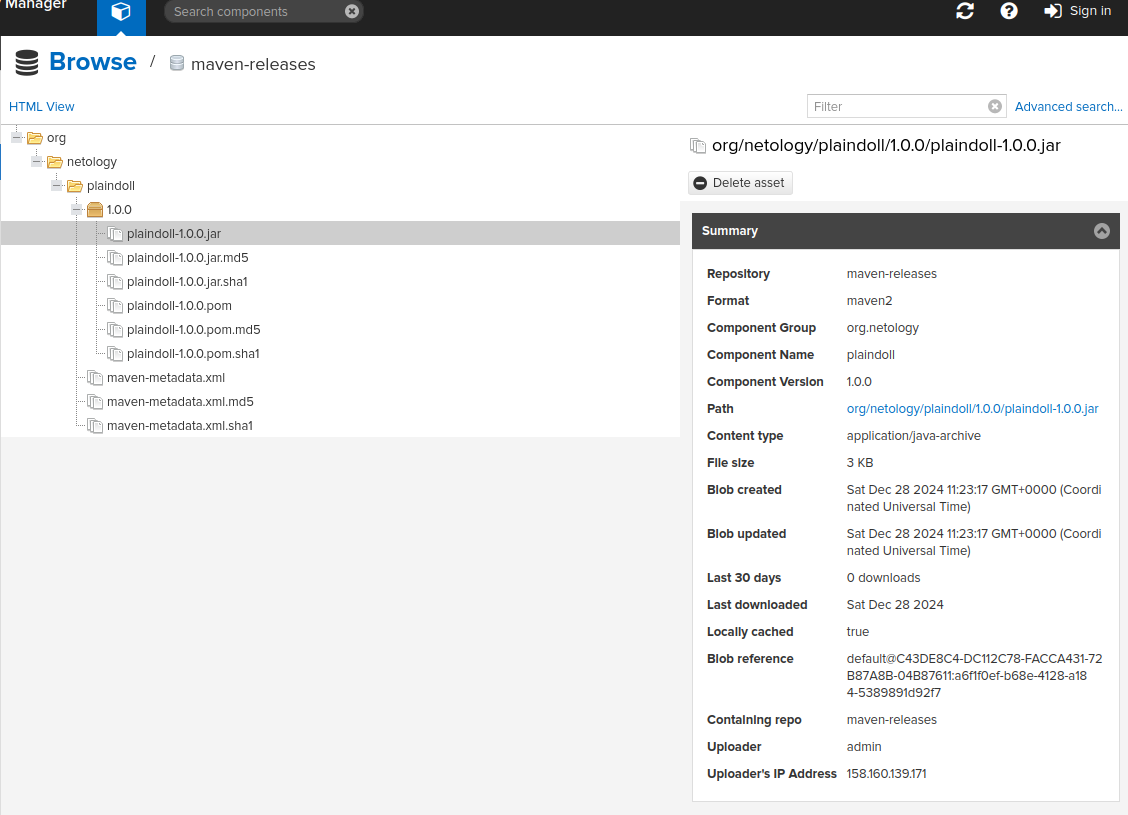 Manager
Search components
Sign in
Browse / maven-releases
HTML View
Filter
Advanced search...
org
netology
plaindoll
1.0.0
plaindoll-1.0.0.jar
plaindoll-1.0.0.jar.md5
plaindoll-1.0.0.jar.sha1
plaindoll-1.0.0.pom
plaindoll-1.0.0.pom.md5
plaindoll-1.0.0.pom.sha1
maven-metadata.xml
maven-metadata.xml.md5
maven-metadata.xml.sha1
org/netology/plaindoll/1.0.0/plaindoll-1.0.0.jar
Delete asset
Summary
Repository maven-releases
Format maven2
Component Group org.netology
Component Name plaindoll
Component Version 1.0.0
Path org/netology/plaindoll/1.0.0/plaindoll-1.0.0.jar
Content type application/java-archive
File size 3 KB
Blob created Sat Dec 28 2024 11:23:17 GMT+0000 (Coordi
nated Universal Time)
Blob updated Sat Dec 28 2024 11:23:17 GMT+0000 (Coordi
nated Universal Time)
Last 30 days 0 downloads
Last downloaded Sat Dec 28 2024
Locally cached true
Blob reference default@C43DE8C4-DC112C78-FACCA431-72
B87A8B-04B87611:a6f1f0ef-b68e-4128-a18
4-5389891d92f7
Containing repo maven-releases
Uploader admin
Uploader's IP Address 158.160.139.171